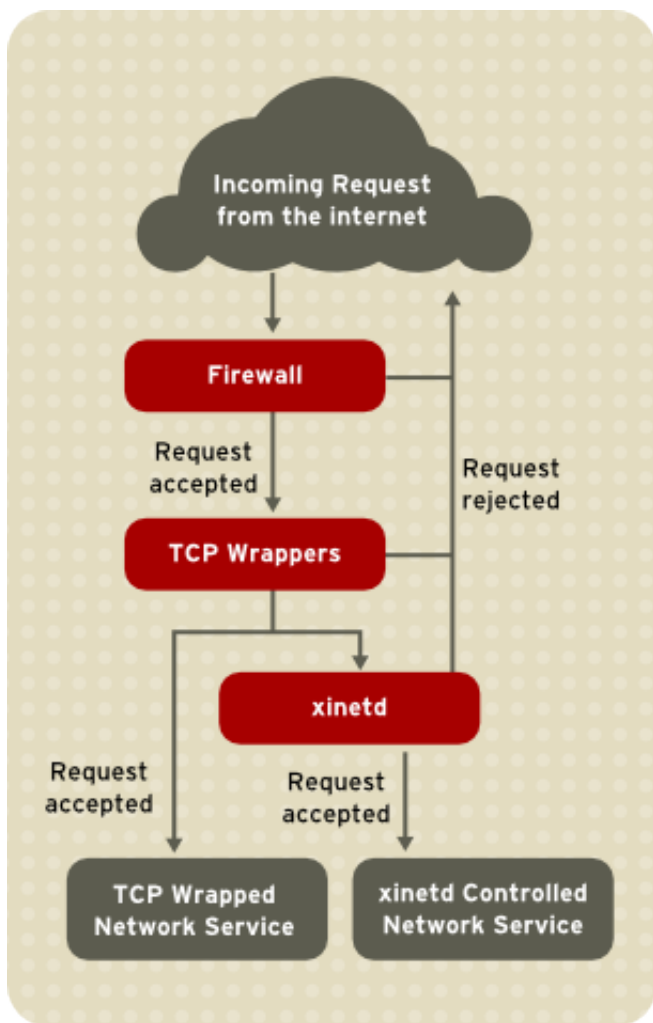 Incoming Request
from the internet
Firewall
Request
accepted
Request
rejected
TCP Wrappers
xinetd
Request
accepted
Request
accepted
TCP Wrapped
Network Service
xinetd Controlled
Network Service